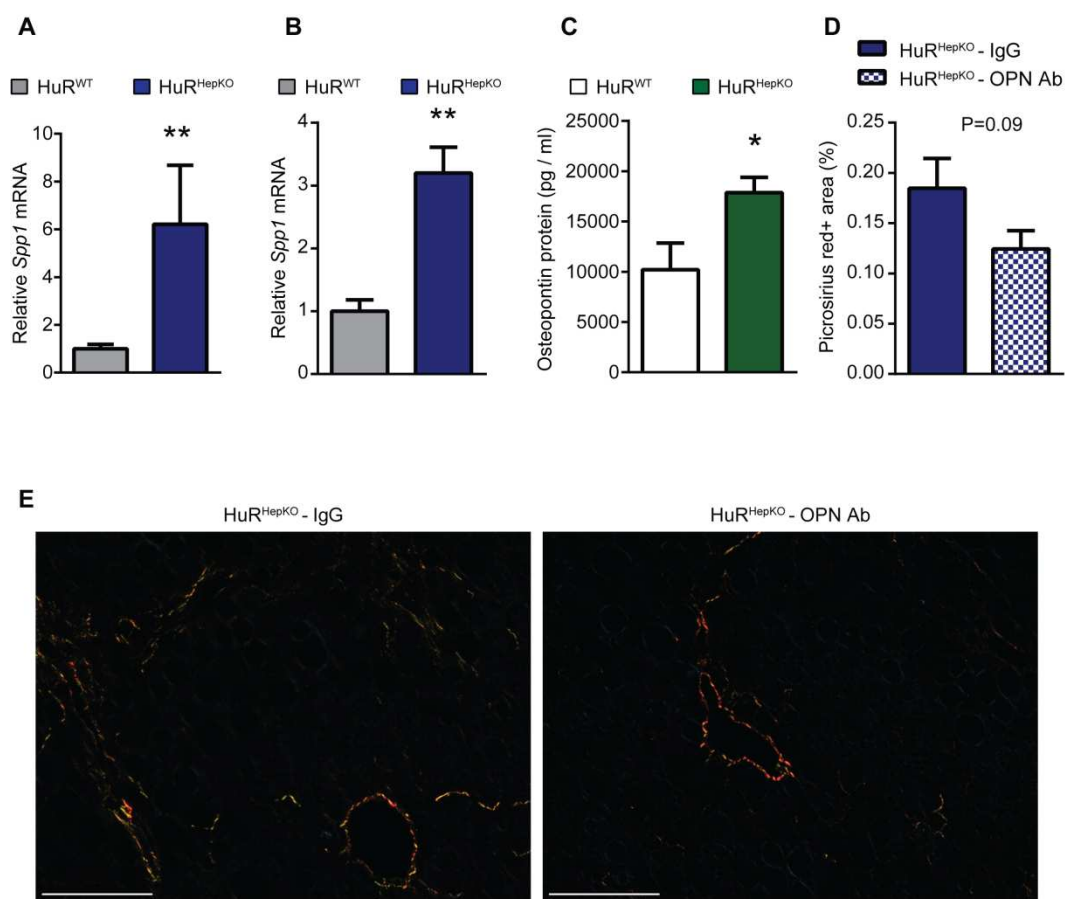 A
HuR^WT HuR^HepKO
**
Relative Spp1 mRNA
10
8
6
4
2
0
B
HuR^WT HuR^HepKO
**
Relative Spp1 mRNA
4
3
2
1
0
C
HuR^WT HuR^HepKO
*
Osteopontin protein (pg / ml)
25000
20000
15000
10000
5000
0
D
HuR^HepKO - IgG
HuR^HepKO - OPN Ab
P=0.09
Picrosirius red+ area (%)
0.25
0.20
0.15
0.10
0.05
0.00
E
HuR^HepKO - IgG
HuR^HepKO - OPN Ab